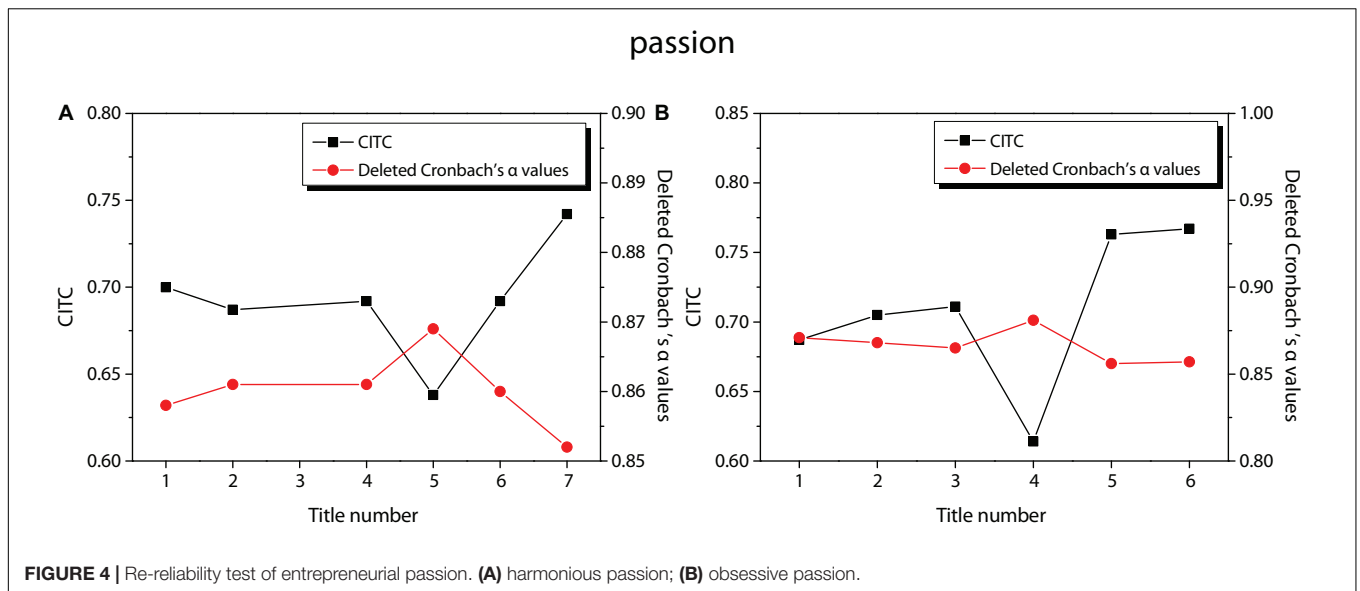 passion
A
0.80
0.75
0.70
0.65
0.60
CITC
CITC
Deleted Cronbach's α values
0.90
0.89
0.88
0.87
0.86
0.85
Deleted Cronbach 's α values
1 2 3 4 5 6 7
Title number
B
0.85
0.80
0.75
0.70
0.65
0.60
CITC
CITC
Deleted Cronbach's α values
1.00
0.95
0.90
0.85
0.80
Deleted Cronbach 's α values
1 2 3 4 5 6
Title number
FIGURE 4 | Re-reliability test of entrepreneurial passion. (A) harmonious passion; (B) obsessive passion.